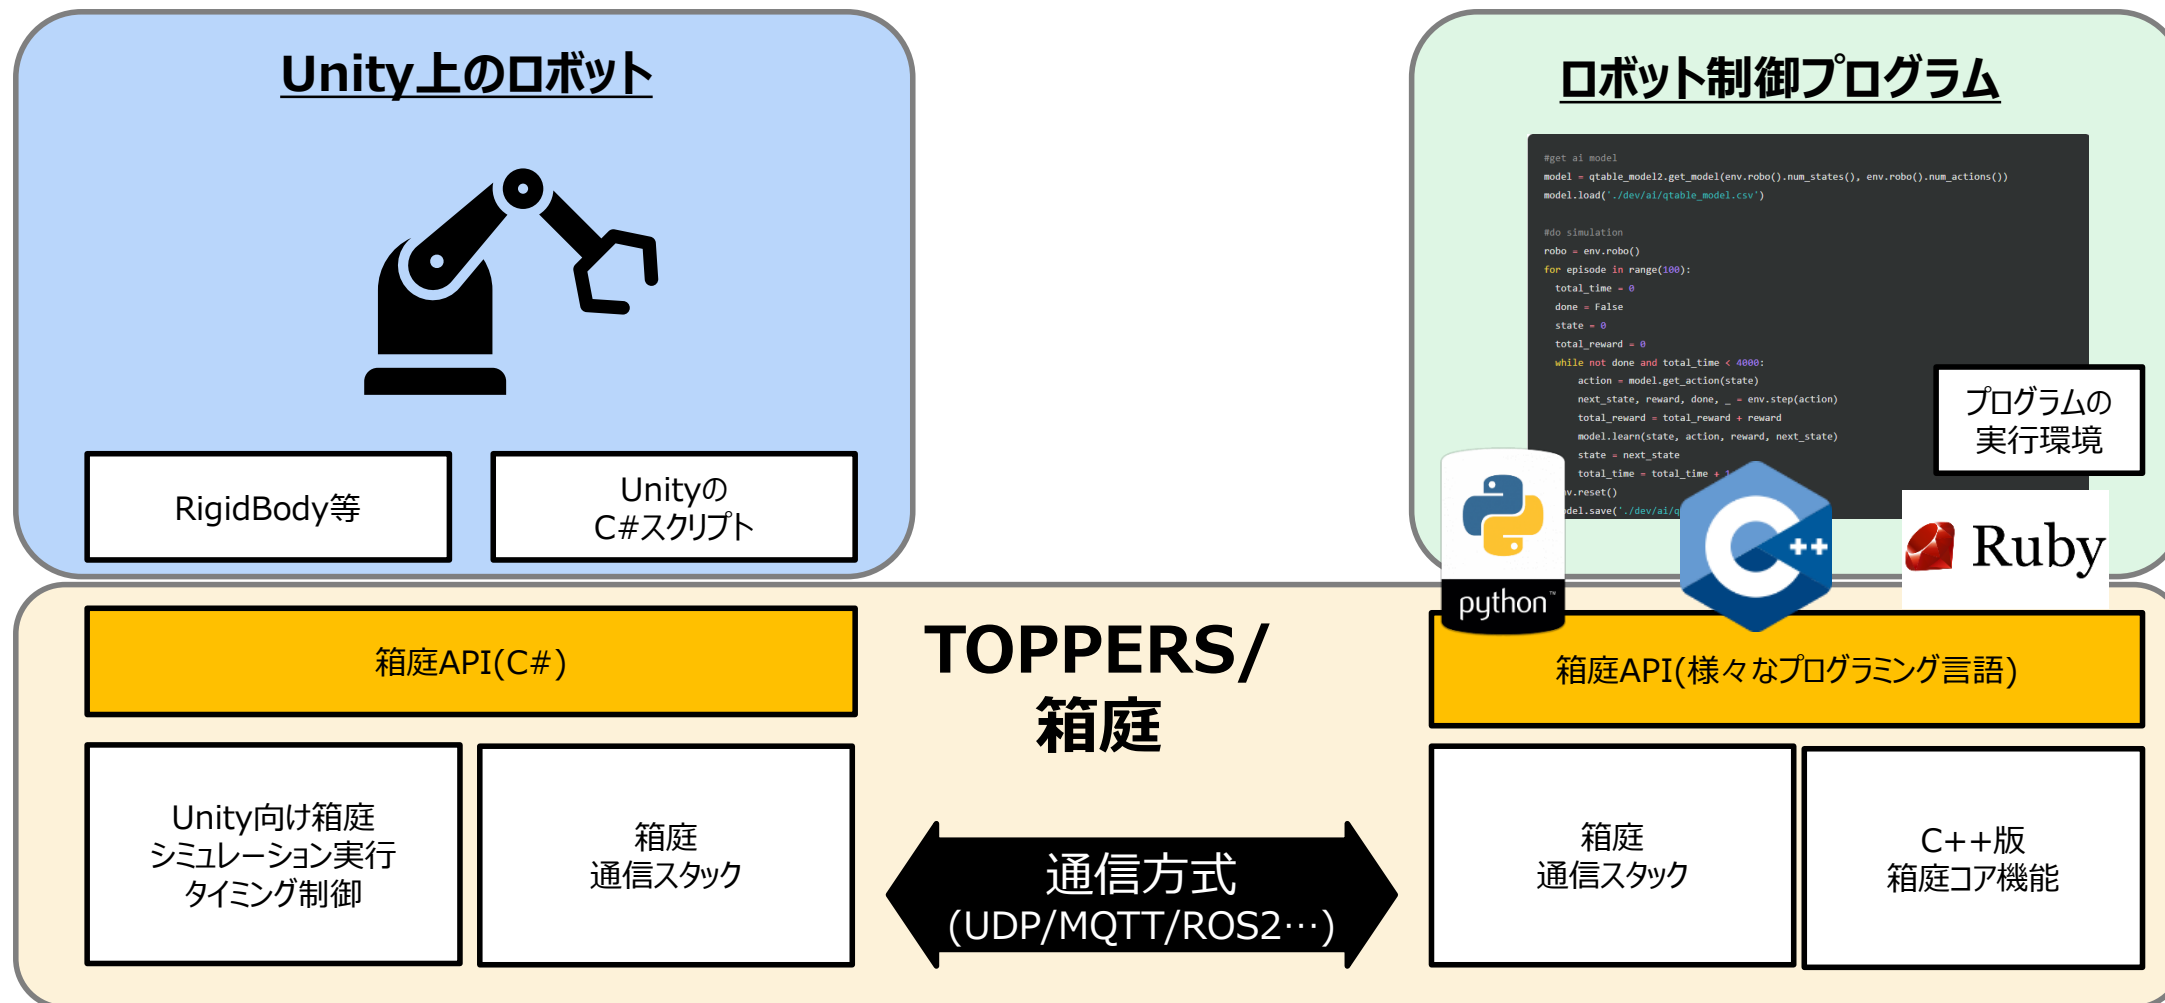 Unity上のロボット
RigidBody等
Unityの
C#スクリプト
ロボット制御プログラム
#get ai model
model = qtable_model2.get_model(env.robo().num_states(), env.robo().num_actions())
model.load('./dev/ai/qtable_model.csv')
#do simulation
robo = env.robo()
for episode in range(100):
total_time = 0
done = False
state = 0
total_reward = 0
while not done and total_time < 4000:
action = model.get_action(state)
next_state, reward, done, _ = env.step(action)
total_reward = total_reward + reward
model.learn(state, action, reward, next_state)
state = next_state
total_time = total_time +
.reset()
.save('./dev/ai/
プログラムの
実行環境
python™
C++
Ruby
箱庭API(C#)
TOPPERS/
箱庭
箱庭API(様々なプログラミング言語)
Unity向け箱庭
シミュレーション実行
タイミング制御
箱庭
通信スタック
通信方式
(UDP/MQTT/ROS2…)
箱庭
通信スタック
C++版
箱庭コア機能